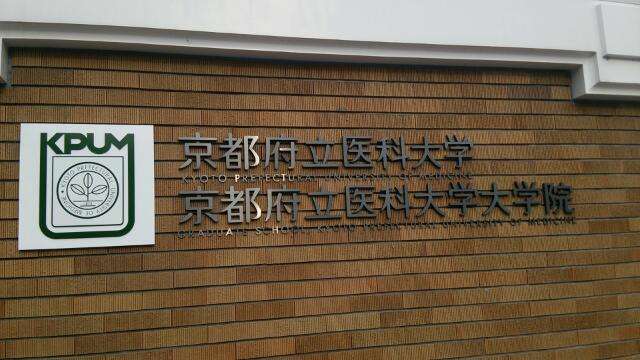 KPUM
京都府立医科大学
KYOTO PREFECTURAL UNIVERSITY OF MEDICINE
京都府立医科大学大学院
GRADUATE SCHOOL, KYOTO PREFECTURAL UNIVERSITY OF MEDICINE